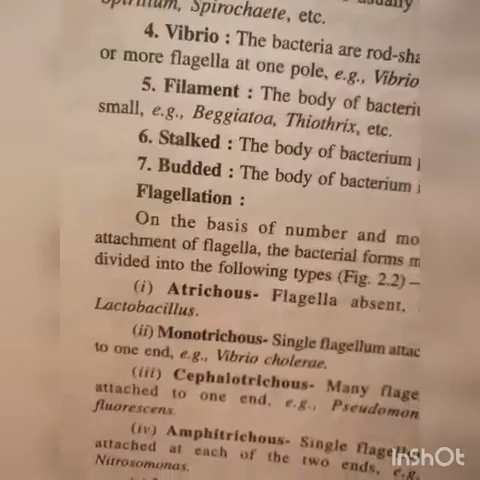 Spirillum, Spirochaete, etc.
4. Vibrio : The bacteria are rod-sha
or more flagella at one pole, e.g., Vibrio
5. Filament : The body of bacteri
small, e.g., Beggiatoa, Thiothrix, etc.
6. Stalked : The body of bacterium
7. Budded : The body of bacterium
Flagellation :
On the basis of number and mo
attachment of flagella, the bacterial forms m
divided into the following types (Fig. 2.2) –
(i) Atrichous- Flagella absent,
Lactobacillus.
(ii) Monotrichous- Single flagellum attac
to one end, e.g., Vibrio cholerae.
(iii) Cephalotrichous- Many flage
attached to one end, e.g., Pseudomon
fluorescens.
(iv) Amphitrichous- Single flagell
attached at each of the two ends, e.g.
Nitrosomonas.
InShOt